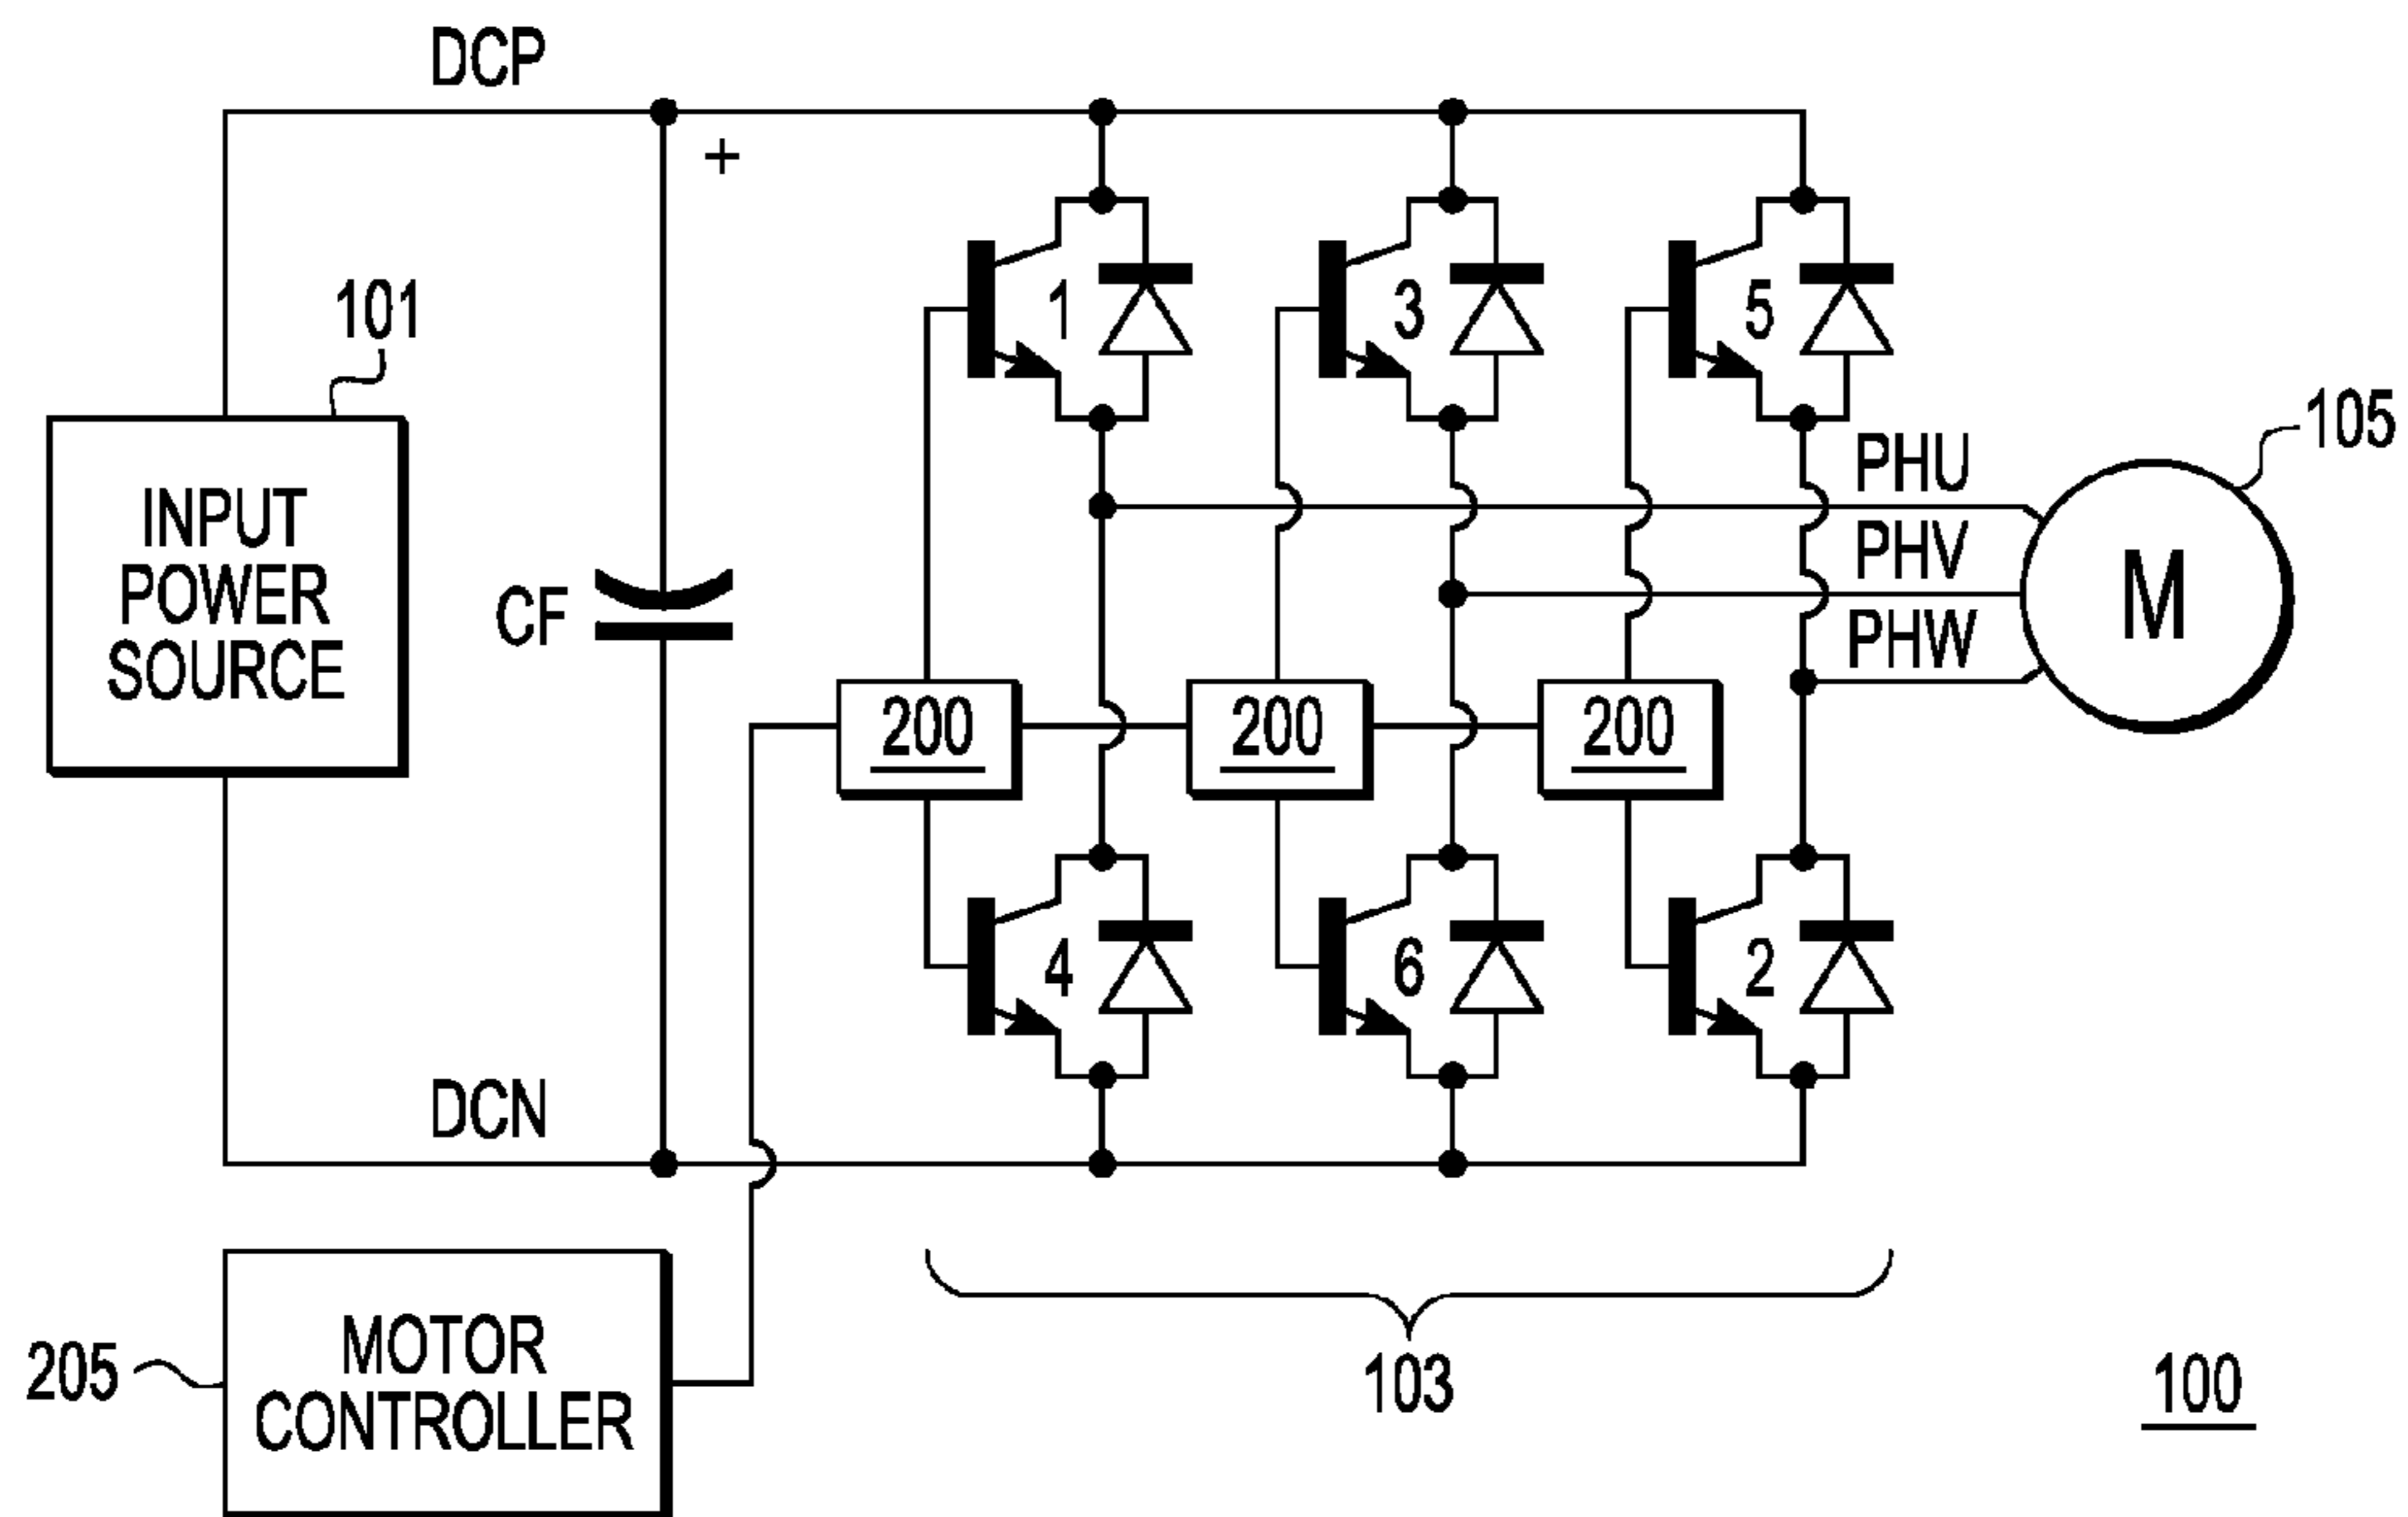 DCP
+
101
1
3
5
105
INPUT
POWER
SOURCE
CF
PHU
PHV
PHW
M
200
200
200
4
6
2
DCN
205
MOTOR
CONTROLLER
103
100